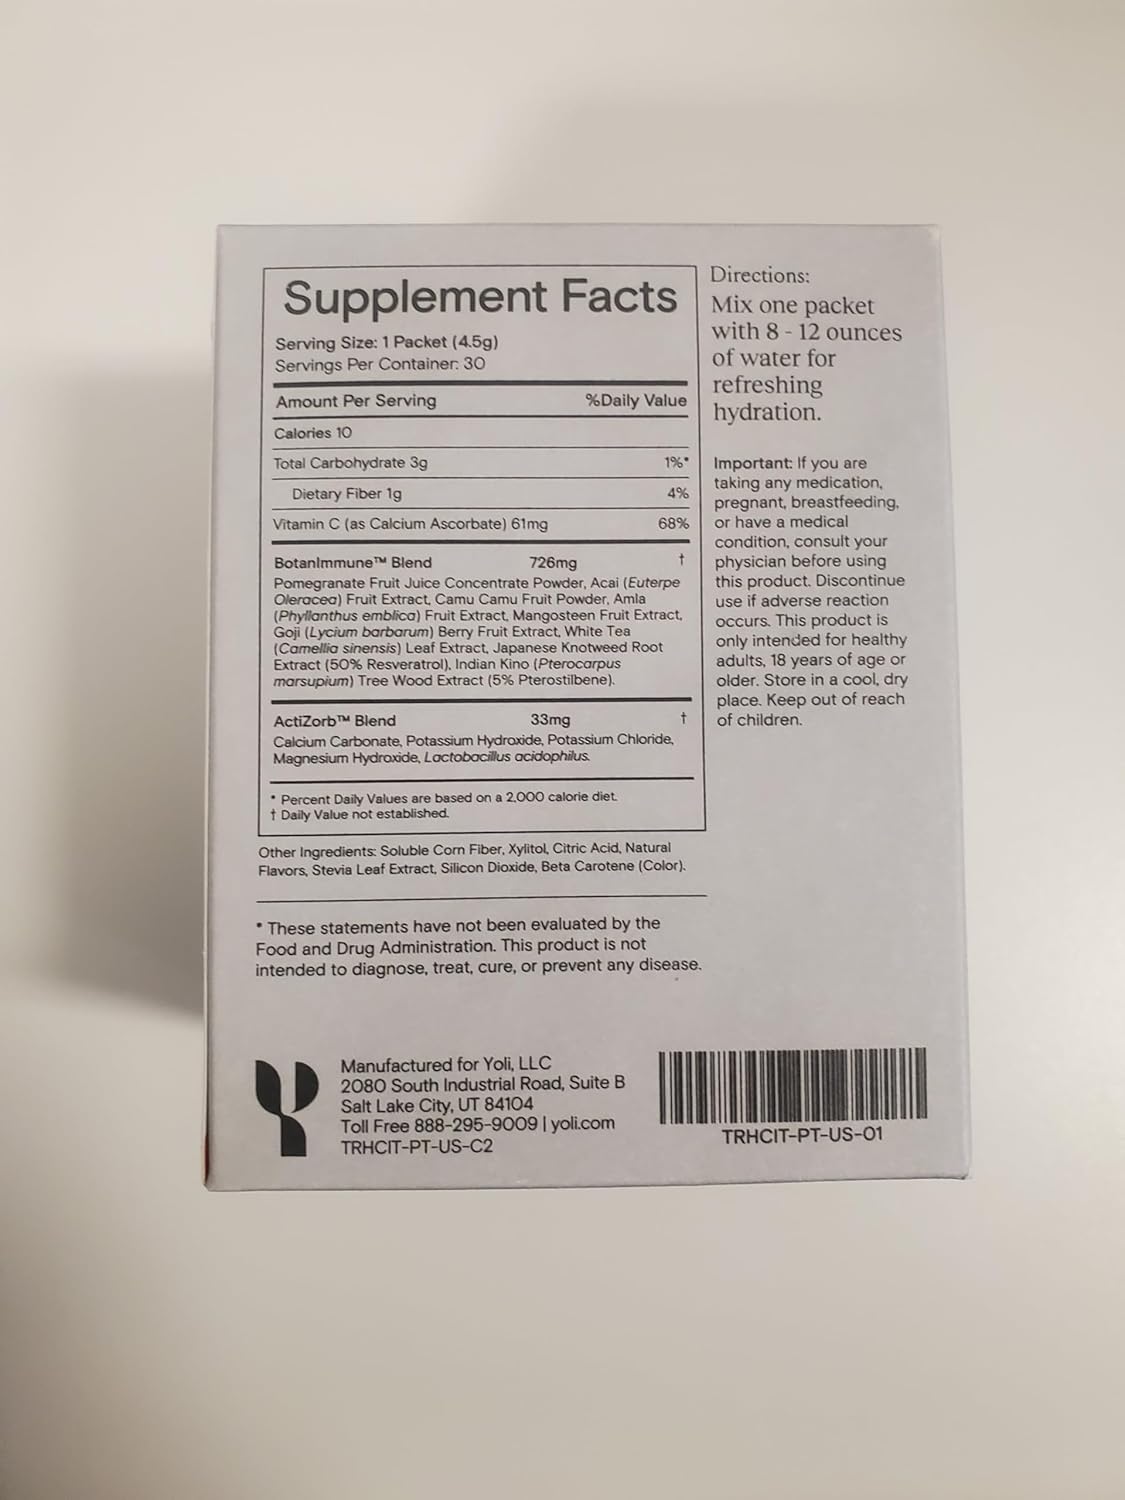 Supplement Facts
Serving Size: 1 Packet (4.5g)
Servings Per Container: 30
Amount Per Serving %Daily Value
Calories 10
Total Carbohydrate 3g 1%*
Dietary Fiber 1g 4%
Vitamin C (as Calcium Ascorbate) 61mg 68%
BotanImmune™ Blend 726mg †
Pomegranate Fruit Juice Concentrate Powder, Acai (Euterpe
Oleracea) Fruit Extract, Camu Camu Fruit Powder, Amla
(Phyllanthus emblica) Fruit Extract, Mangosteen Fruit Extract,
Goji (Lycium barbarum) Berry Fruit Extract, White Tea
(Camellia sinensis) Leaf Extract, Japanese Knotweed Root
Extract (50% Resveratrol), Indian Kino (Pterocarpus
marsupium) Tree Wood Extract (5% Pterostilbene).
ActiZorb™ Blend 33mg †
Calcium Carbonate, Potassium Hydroxide, Potassium Chloride,
Magnesium Hydroxide, Lactobacillus acidophilus.
* Percent Daily Values are based on a 2,000 calorie diet.
† Daily Value not established.
Other Ingredients: Soluble Corn Fiber, Xylitol, Citric Acid, Natural
Flavors, Stevia Leaf Extract, Silicon Dioxide, Beta Carotene (Color).
* These statements have not been evaluated by the
Food and Drug Administration. This product is not
intended to diagnose, treat, cure, or prevent any disease.
Directions:
Mix one packet
with 8 - 12 ounces
of water for
refreshing
hydration.
Important: If you are
taking any medication,
pregnant, breastfeeding,
or have a medical
condition, consult your
physician before using
this product. Discontinue
use if adverse reaction
occurs. This product is
only intended for healthy
adults, 18 years of age or
older. Store in a cool, dry
place. Keep out of reach
of children.
Manufactured for Yoli, LLC
2080 South Industrial Road, Suite B
Salt Lake City, UT 84104
Toll Free 888-295-9009 | yoli.com
TRHCIT-PT-US-C2
TRHCIT-PT-US-01